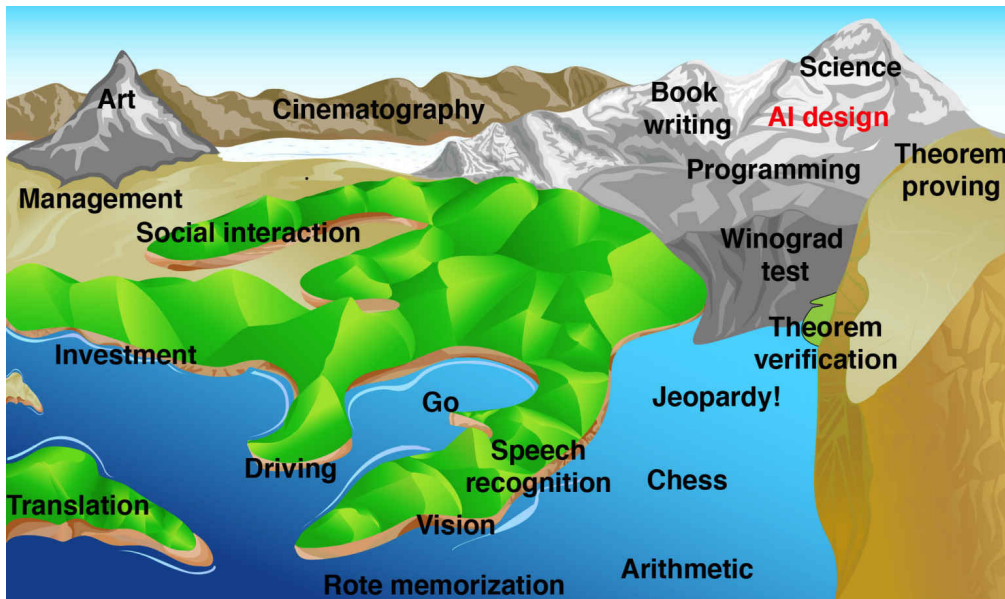 Art
Cinematography
Book
writing
Science
AI design
Programming
Theorem
proving
Management
Social interaction
Winograd
test
Investment
Theorem
verification
Go
Jeopardy!
Driving
Speech
recognition
Chess
Translation
Vision
Rote memorization
Arithmetic